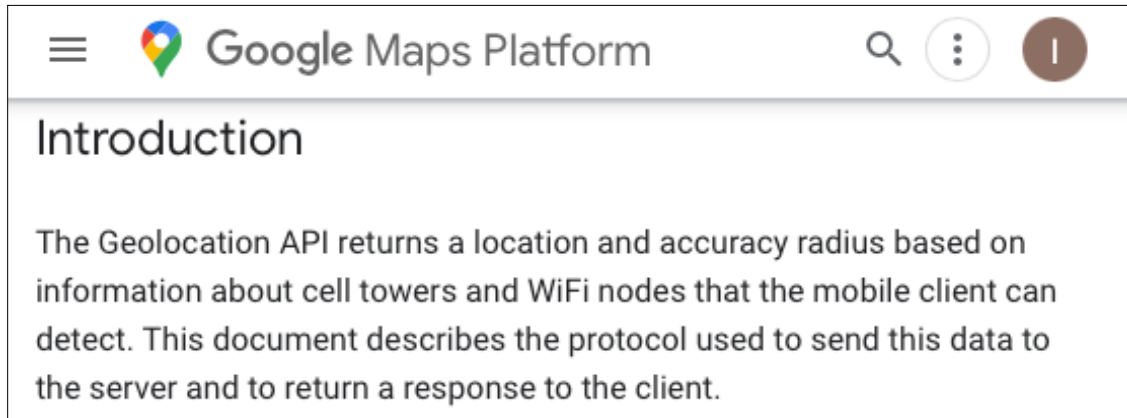 Google Maps Platform
I
Introduction
The Geolocation API returns a location and accuracy radius based on
information about cell towers and WiFi nodes that the mobile client can
detect. This document describes the protocol used to send this data to
the server and to return a response to the client.